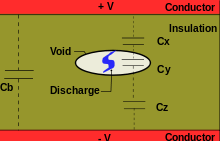 + V Conductor
Insulation
Void
Cx
Cy
Cb
Discharge
Cz
- V Conductor